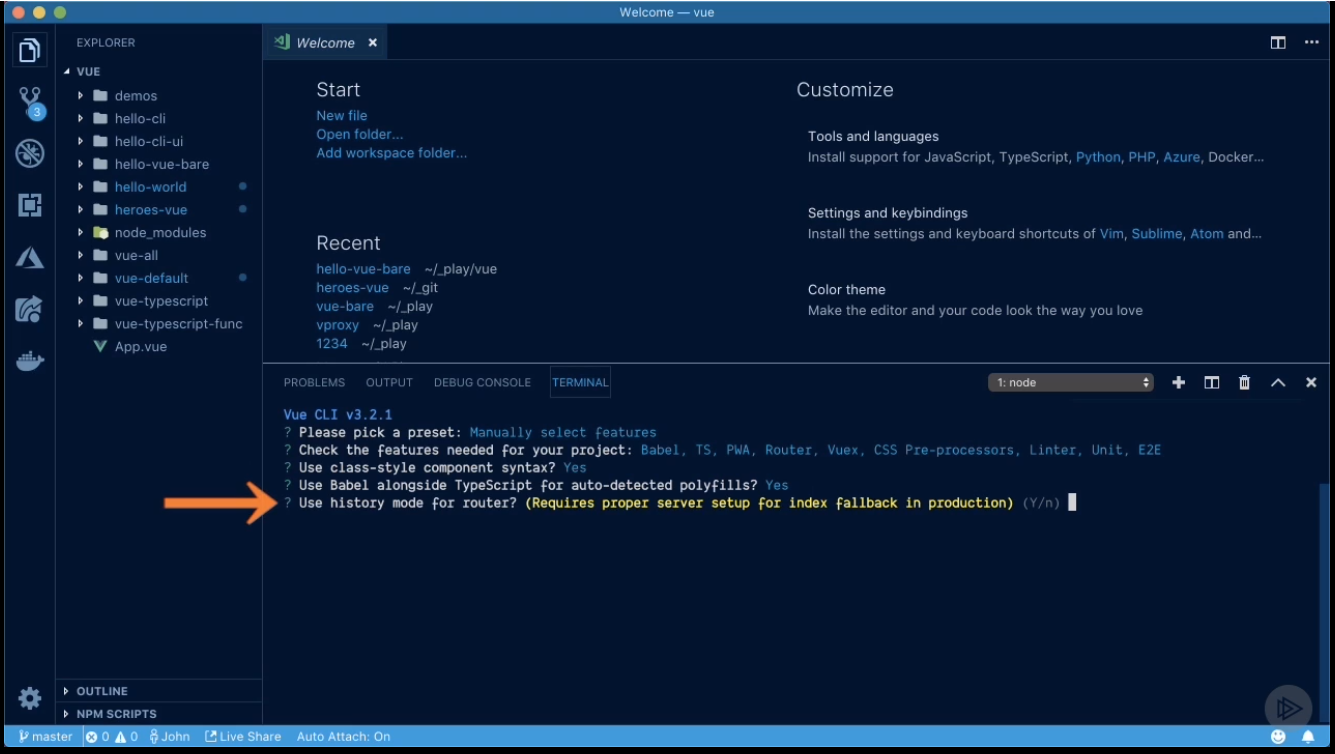 Welcome — vue
EXPLORER
VUE
demos
hello-cli
hello-cli-ui
hello-vue-bare
hello-world
heroes-vue
node_modules
vue-all
vue-default
vue-typescript
vue-typescript-func
App.vue
OUTLINE
NPM SCRIPTS
3
Welcome ×
Start
New file
Open folder...
Add workspace folder...
Recent
hello-vue-bare ~/_play/vue
heroes-vue ~/_git
vue-bare ~/_play
vproxy ~/_play
1234 ~/_play
Customize
Tools and languages
Install support for JavaScript, TypeScript, Python, PHP, Azure, Docker...
Settings and keybindings
Install the settings and keyboard shortcuts of Vim, Sublime, Atom and...
Color theme
Make the editor and your code look the way you love
PROBLEMS OUTPUT DEBUG CONSOLE TERMINAL 1: node
Vue CLI v3.2.1
? Please pick a preset: Manually select features
? Check the features needed for your project: Babel, TS, PWA, Router, Vuex, CSS Pre-processors, Linter, Unit, E2E
? Use class-style component syntax? Yes
? Use Babel alongside TypeScript for auto-detected polyfills? Yes
? Use history mode for router? (Requires proper server setup for index fallback in production) (Y/n)
master 0 0 John Live Share Auto Attach: On